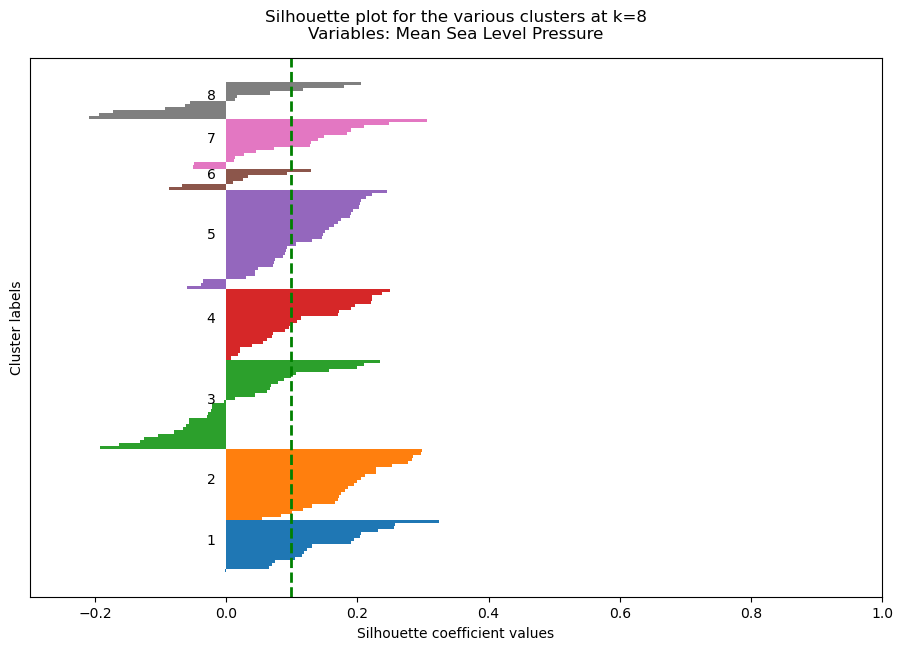 Silhouette plot for the various clusters at k=8
Variables: Mean Sea Level Pressure
Cluster labels
8
7
6
5
4
3
2
1
−0.2 0.0 0.2 0.4 0.6 0.8 1.0
Silhouette coefficient values